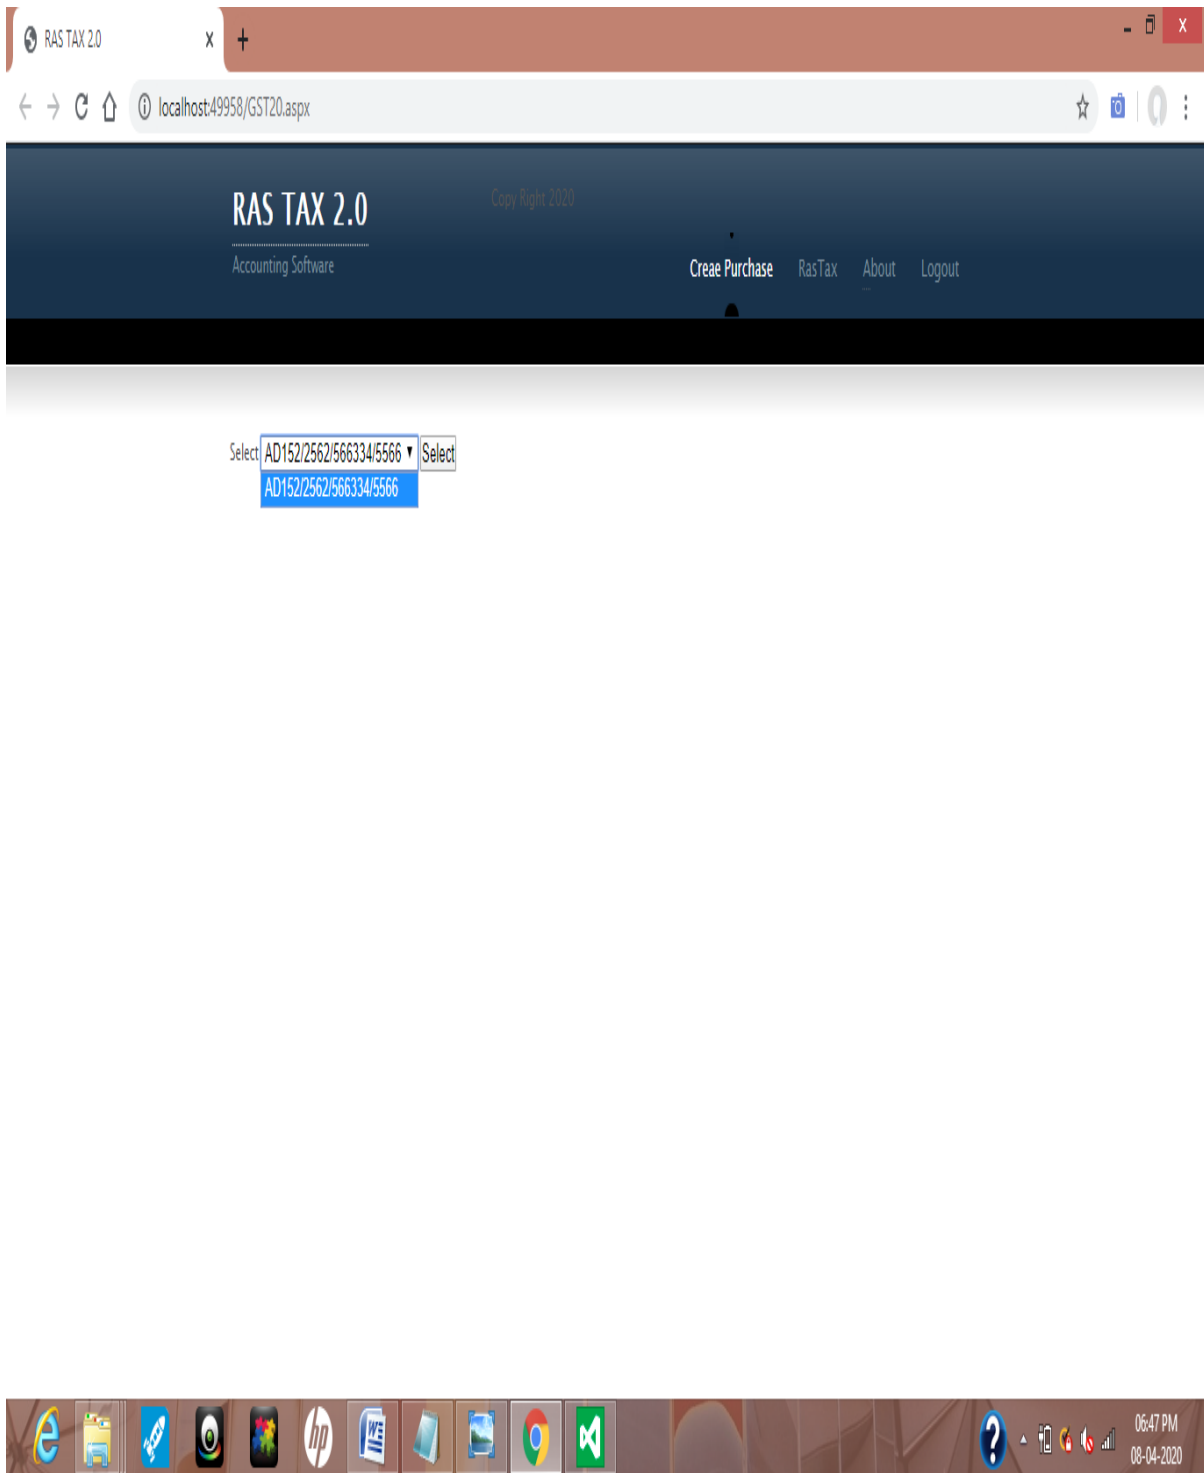 RAS TAX 2.0
localhost:49958/GST20.aspx
RAS TAX 2.0
Copy Right 2020
Accounting Software
Creae Purchase RasTax About Logout
Select AD152/2562/566334/5566 Select
AD152/2562/566334/5566
hp
06:47 PM
08-04-2020